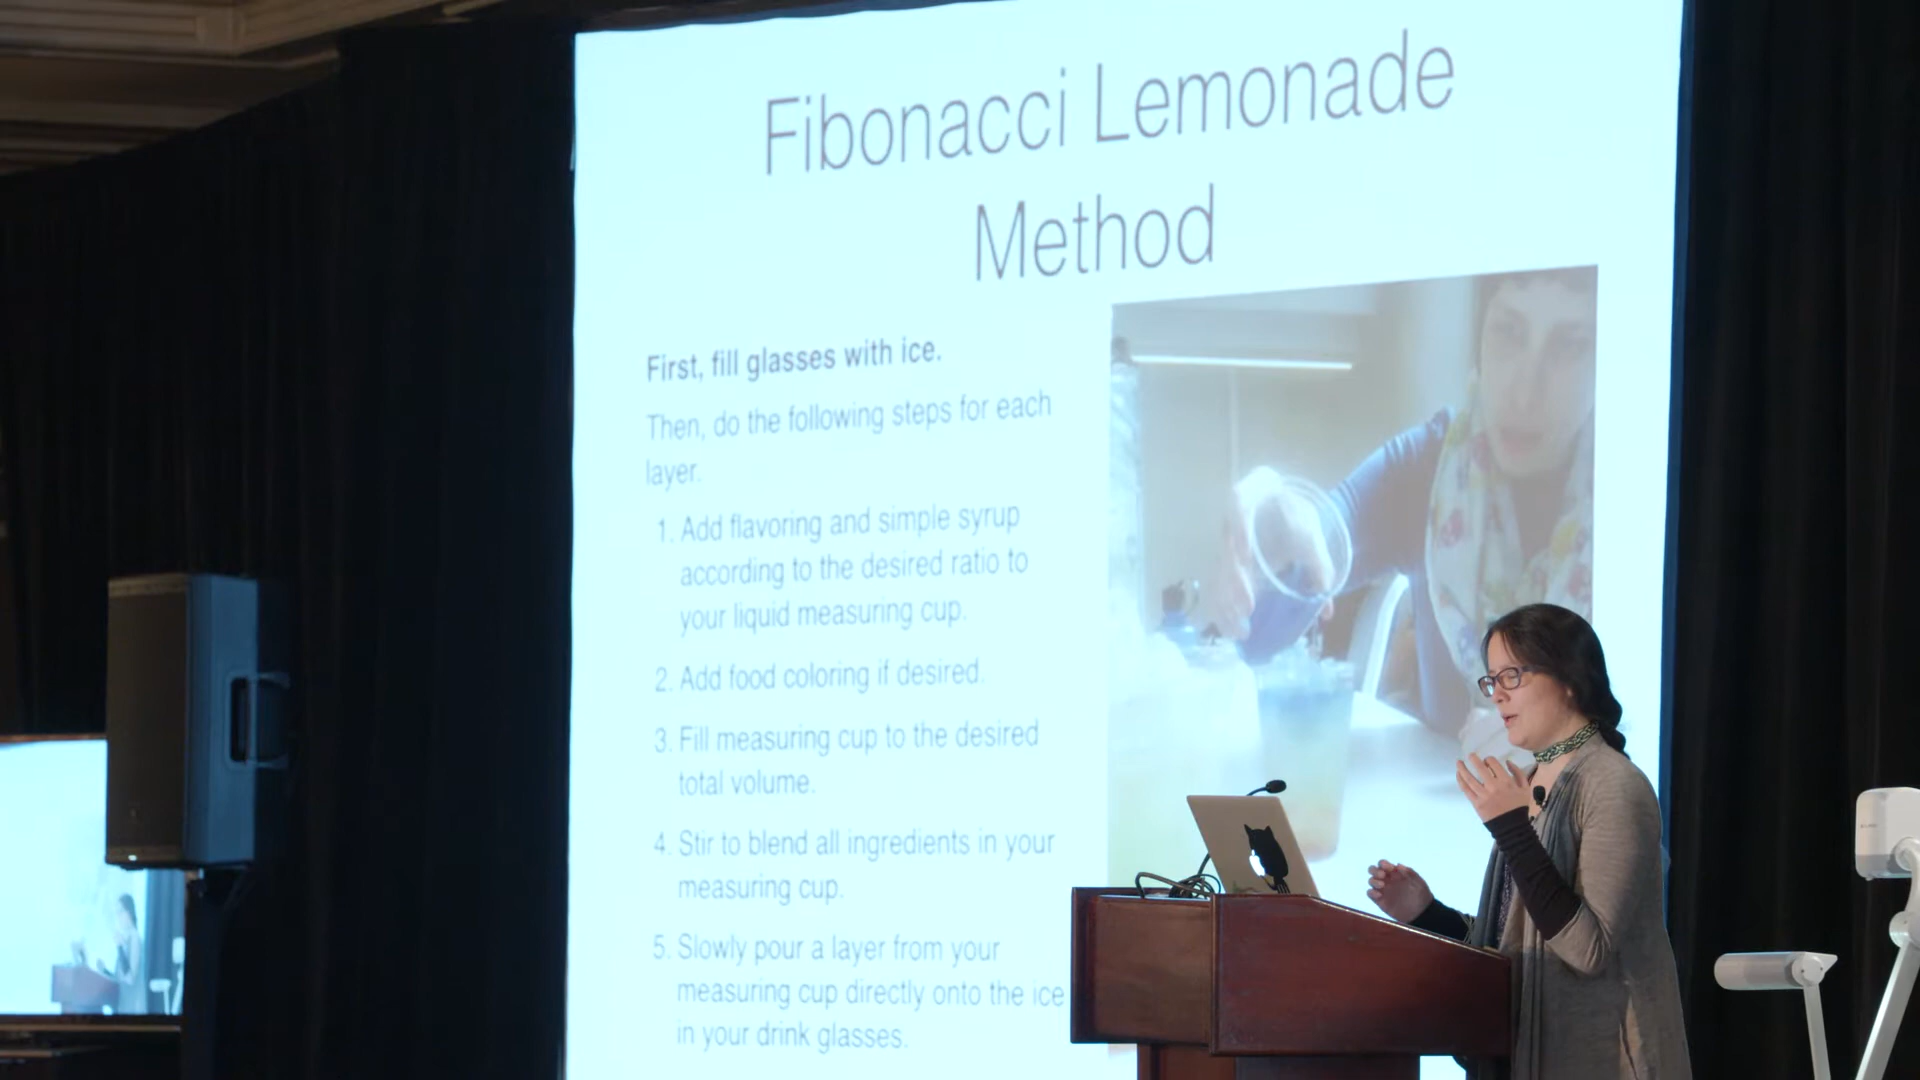 Fibonacci Lemonade
Method
First, fill glasses with ice.
Then, do the following steps for each
layer.
1. Add flavoring and simple syrup
according to the desired ratio to
your liquid measuring cup.
2. Add food coloring if desired.
3. Fill measuring cup to the desired
total volume.
4. Stir to blend all ingredients in your
measuring cup.
5. Slowly pour a layer from your
measuring cup directly onto the ice
in your drink glasses.